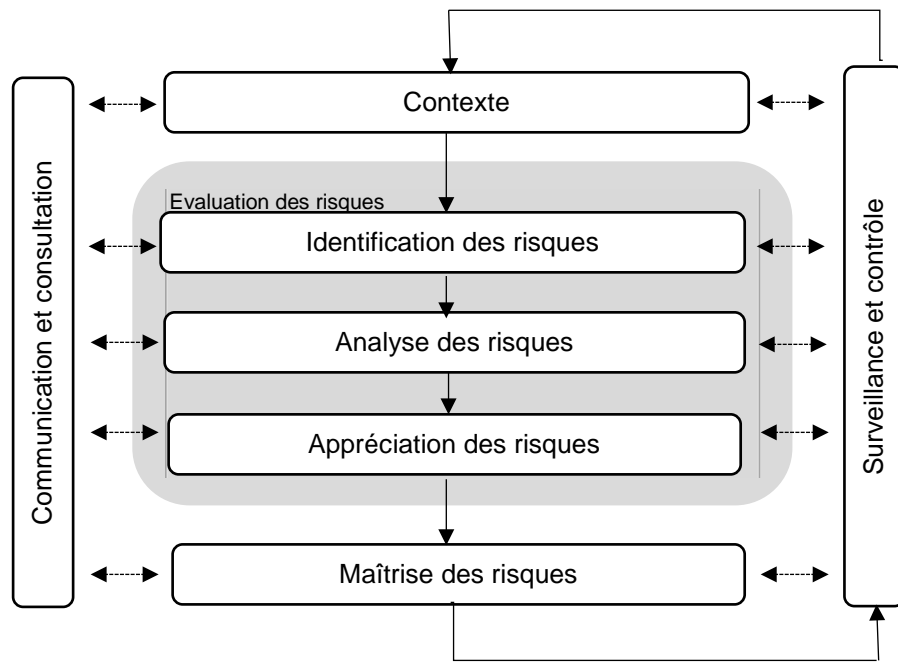 Communication et consultation
Contexte
Evaluation des risques
Identification des risques
Analyse des risques
Appréciation des risques
Maîtrise des risques
Surveillance et contrôle